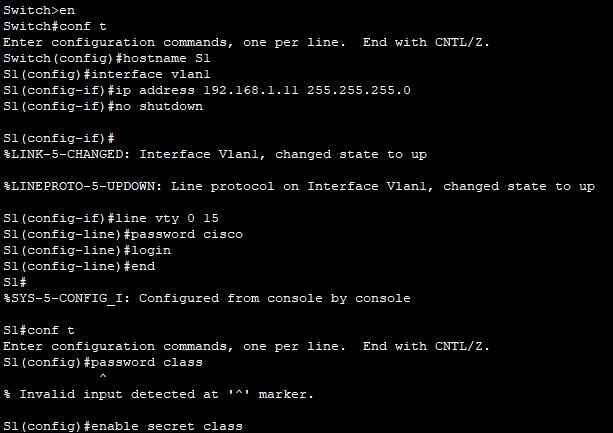 Switch>en
Switch#conf t
Enter configuration commands, one per line.  End with CNTL/Z.
Switch(config)#hostname S1
S1(config)#interface vlan1
S1(config-if)#ip address 192.168.1.11 255.255.255.0
S1(config-if)#no shutdown
S1(config-if)#
%LINK-5-CHANGED: Interface Vlan1, changed state to up
%LINEPROTO-5-UPDOWN: Line protocol on Interface Vlan1, changed state to up
S1(config-if)#line vty 0 15
S1(config-line)#password cisco
S1(config-line)#login
S1(config-line)#end
S1#
%SYS-5-CONFIG_I: Configured from console by console
S1#conf t
Enter configuration commands, one per line.  End with CNTL/Z.
S1(config)#password class
^
% Invalid input detected at '^' marker.
S1(config)#enable secret class